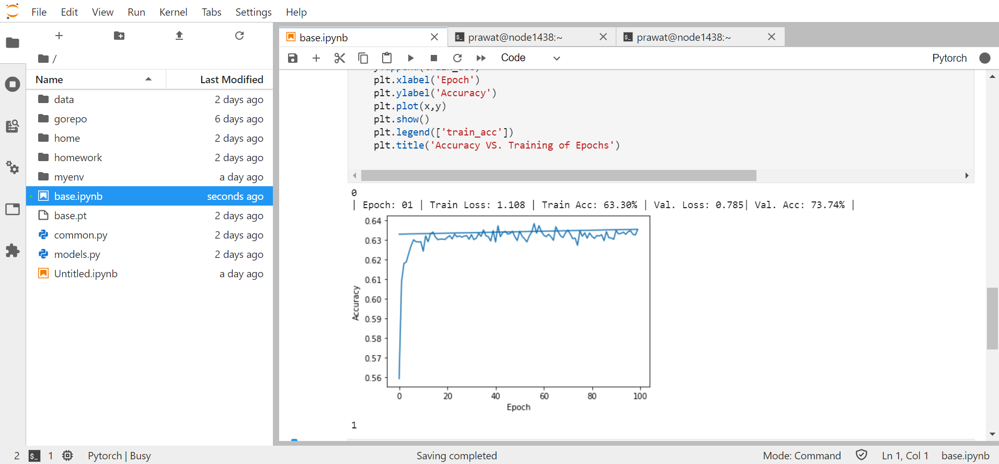 File Edit View Run Kernel Tabs Settings Help
base.ipynb
prawat@node1438:~
prawat@node1438:~
/
Code
Pytorch
Name Last Modified
data 2 days ago
gorepo 6 days ago
home 2 days ago
homework 2 days ago
myenv a day ago
base.ipynb seconds ago
base.pt 2 days ago
common.py 2 days ago
models.py 2 days ago
Untitled.ipynb a day ago
y.append(train_acc)
plt.xlabel('Epoch')
plt.ylabel('Accuracy')
plt.plot(x,y)
plt.show()
plt.legend(['train_acc'])
plt.title('Accuracy VS. Training of Epochs')
0
| Epoch: 01 | Train Loss: 1.108 | Train Acc: 63.30% | Val. Loss: 0.785| Val. Acc: 73.74% |
0.64
0.63
0.62
0.61
0.60
0.59
0.58
0.57
0.56
Accuracy
0 20 40 60 80 100
Epoch
1
2 $_ 1 Pytorch | Busy Saving completed Mode: Command Ln 1, Col 1 base.ipynb